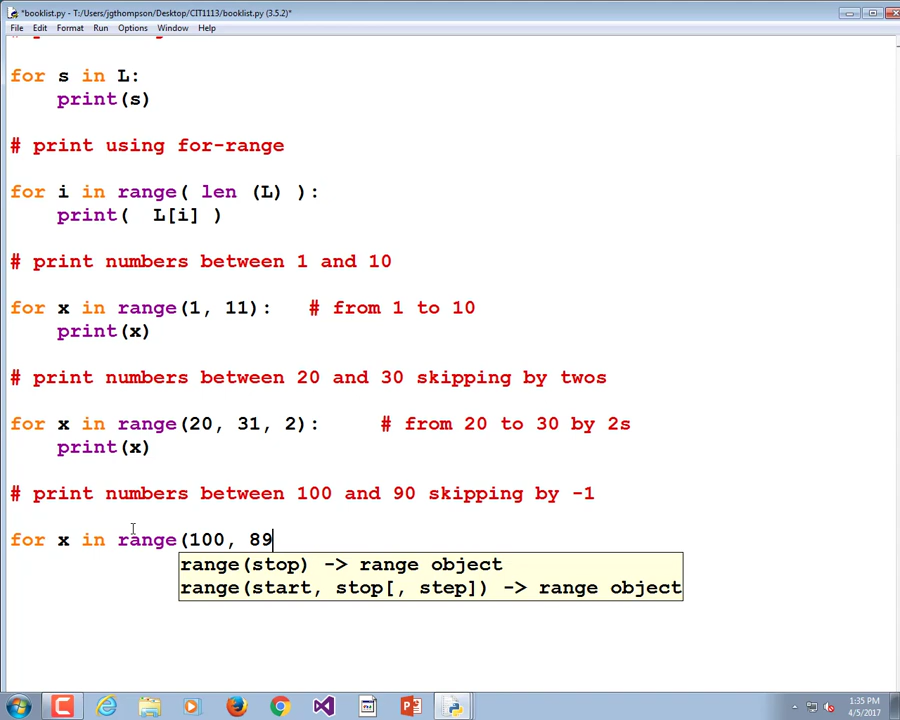 *booklist.py - T:/Users/jgthompson/Desktop/CIT1113/booklist.py (3.5.2)*
File Edit Format Run Options Window Help
for s in L:
    print(s)
# print using for-range
for i in range( len (L) ):
    print(  L[i] )
# print numbers between 1 and 10
for x in range(1, 11):   # from 1 to 10
    print(x)
# print numbers between 20 and 30 skipping by twos
for x in range(20, 31, 2):     # from 20 to 30 by 2s
    print(x)
# print numbers between 100 and 90 skipping by -1
for x in range(100, 89
range(stop) -> range object
range(start, stop[, step]) -> range object
1:35 PM
4/5/2017